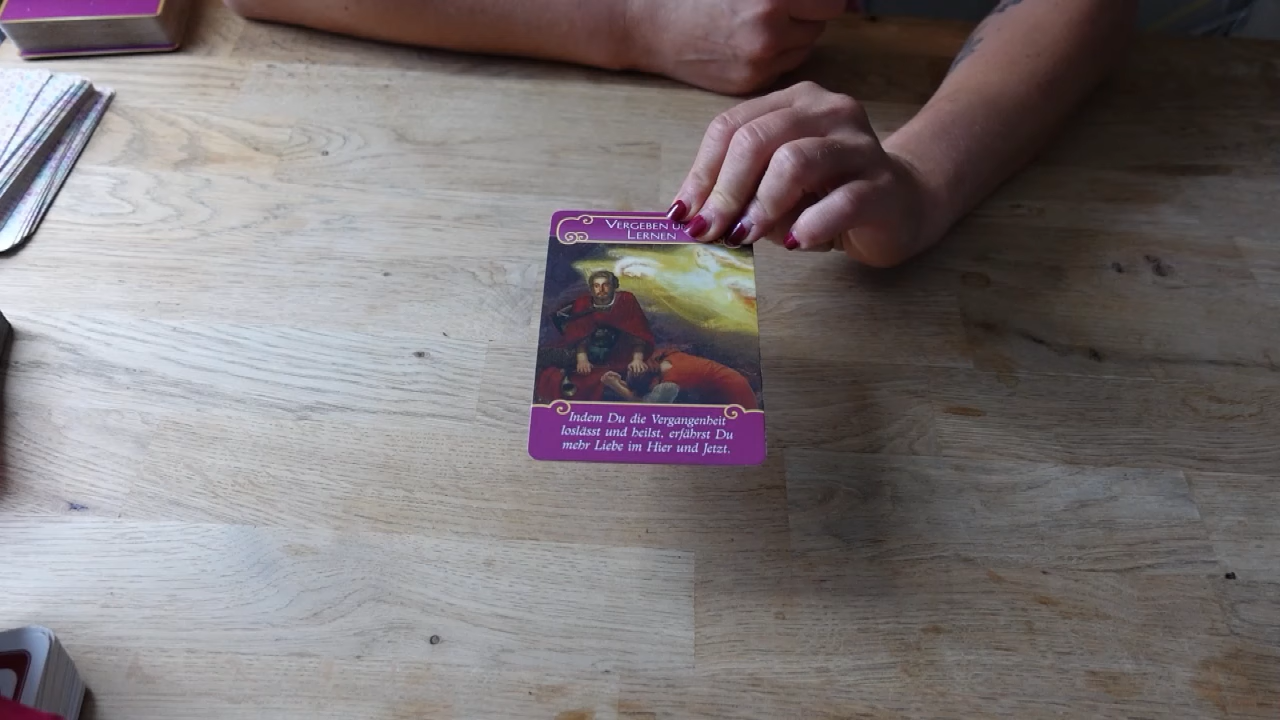 Vergeben
Lernen
Indem Du die Vergangenheit
loslässt und heilst, erfährst Du
mehr Liebe im Hier und Jetzt.